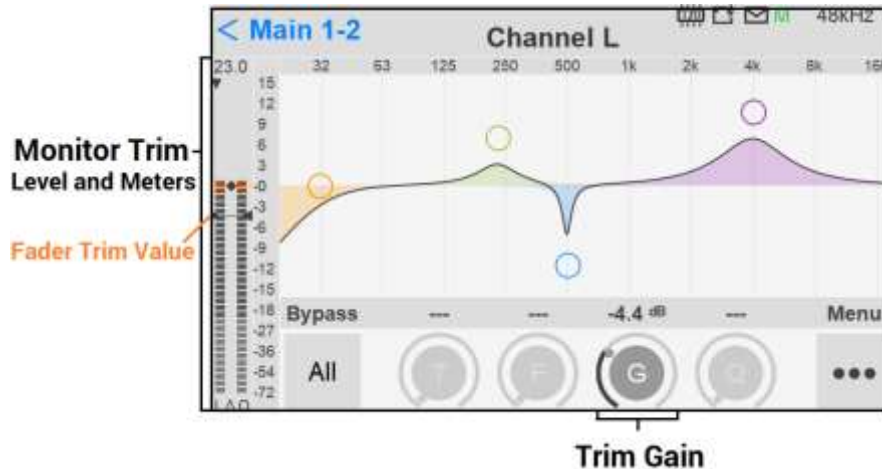 < Main 1-2
Channel L
M 48kHz
23.0 32 63 125 250 500 1k 2k 4k 8k 16
15
12
9
6
3
-0
-3
-6
-9
-12
-15
-18
-27
-36
-54
-72
Monitor Trim
Level and Meters
Fader Trim Value
Bypass --- --- -4.4 dB --- Menu
All T F G Q •••
Trim Gain